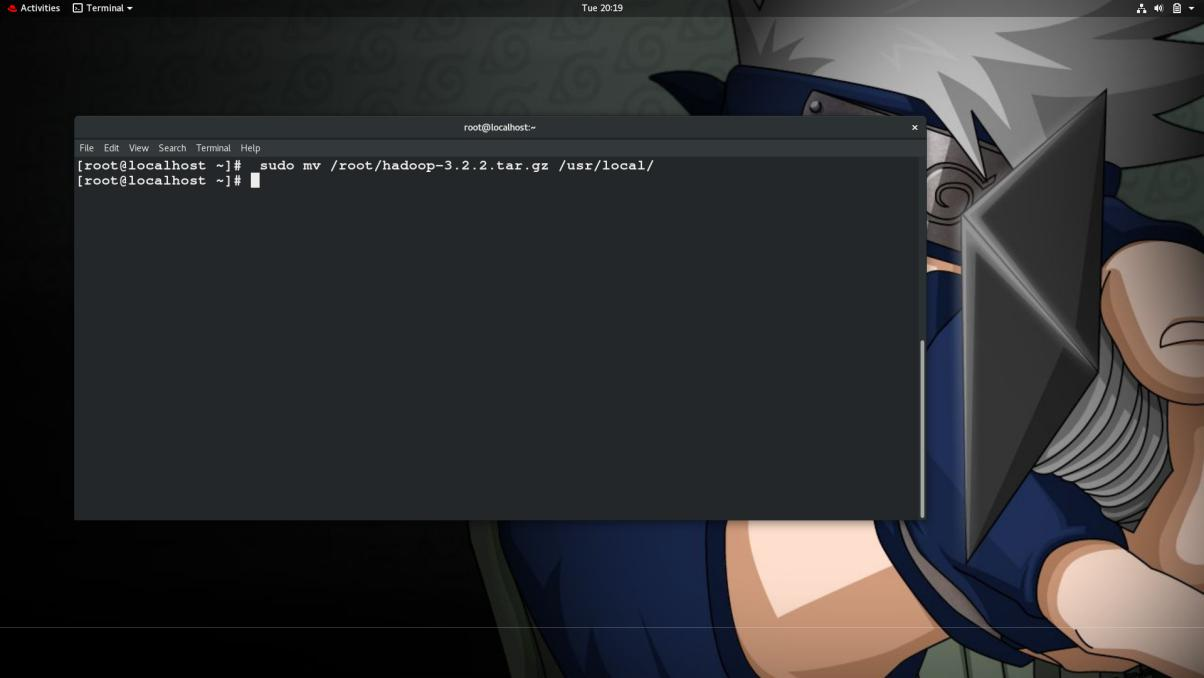 Activities Terminal Tue 20:19
root@localhost:~
File Edit View Search Terminal Help
[root@localhost ~]#  sudo mv /root/hadoop-3.2.2.tar.gz /usr/local/
[root@localhost ~]#